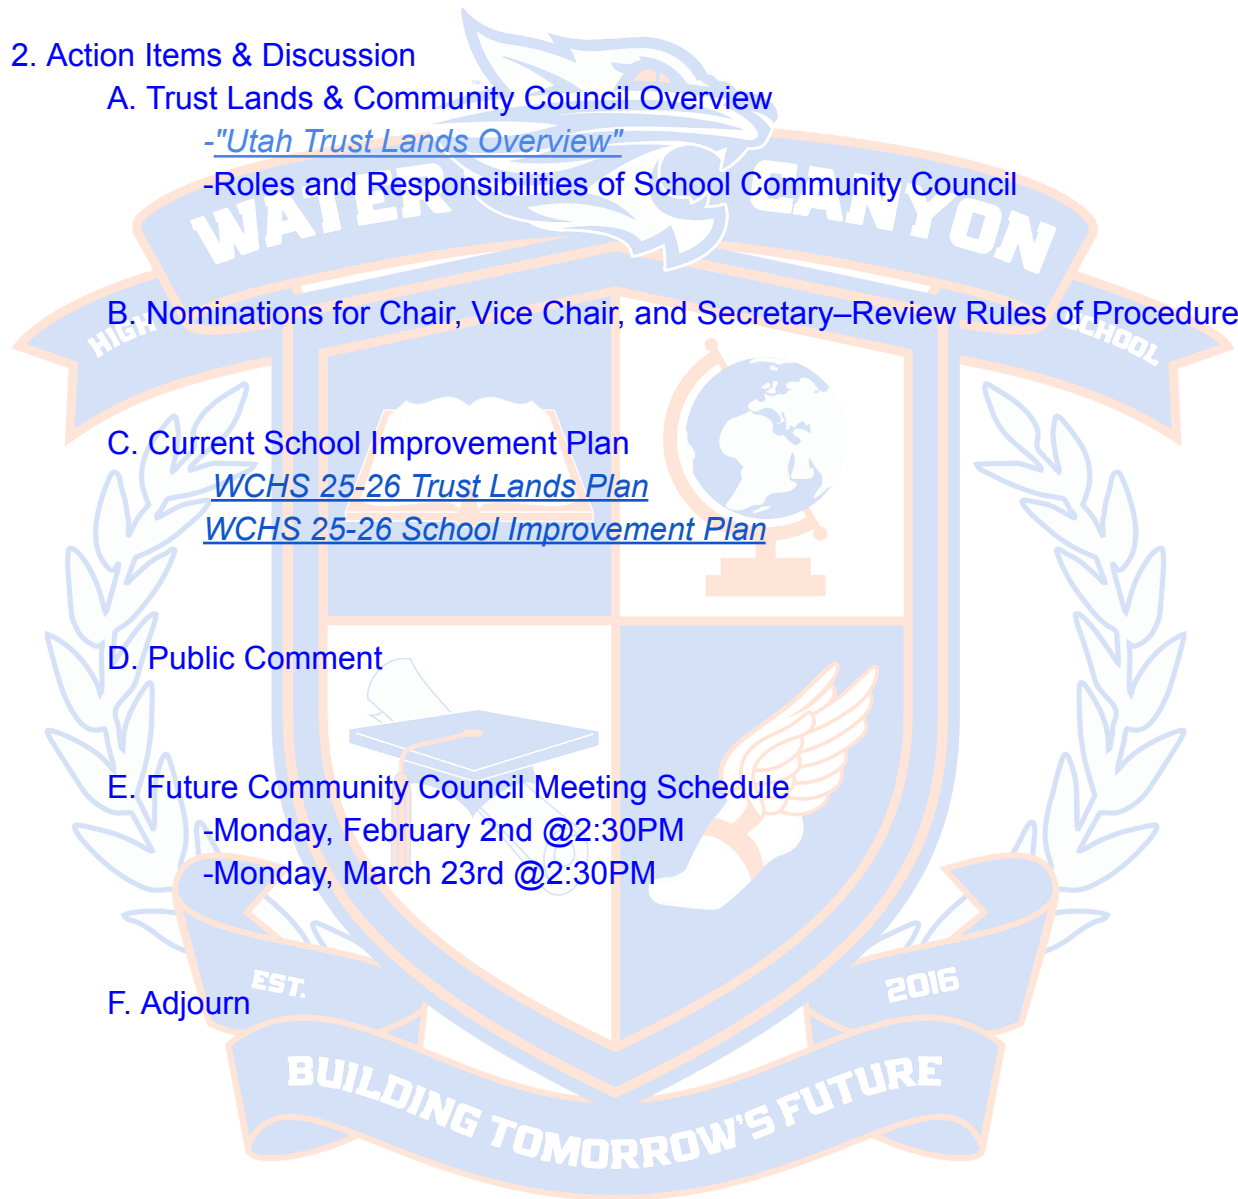 2. Action Items & Discussion
A. Trust Lands & Community Council Overview
-"Utah Trust Lands Overview"
-Roles and Responsibilities of School Community Council
WATER CANYON
B. Nominations for Chair, Vice Chair, and Secretary–Review Rules of Procedure
HIGH SCHOOL
C. Current School Improvement Plan
WCHS 25-26 Trust Lands Plan
WCHS 25-26 School Improvement Plan
D. Public Comment
E. Future Community Council Meeting Schedule
-Monday, February 2nd @2:30PM
-Monday, March 23rd @2:30PM
EST. 2016
F. Adjourn
BUILDING TOMORROW'S FUTURE